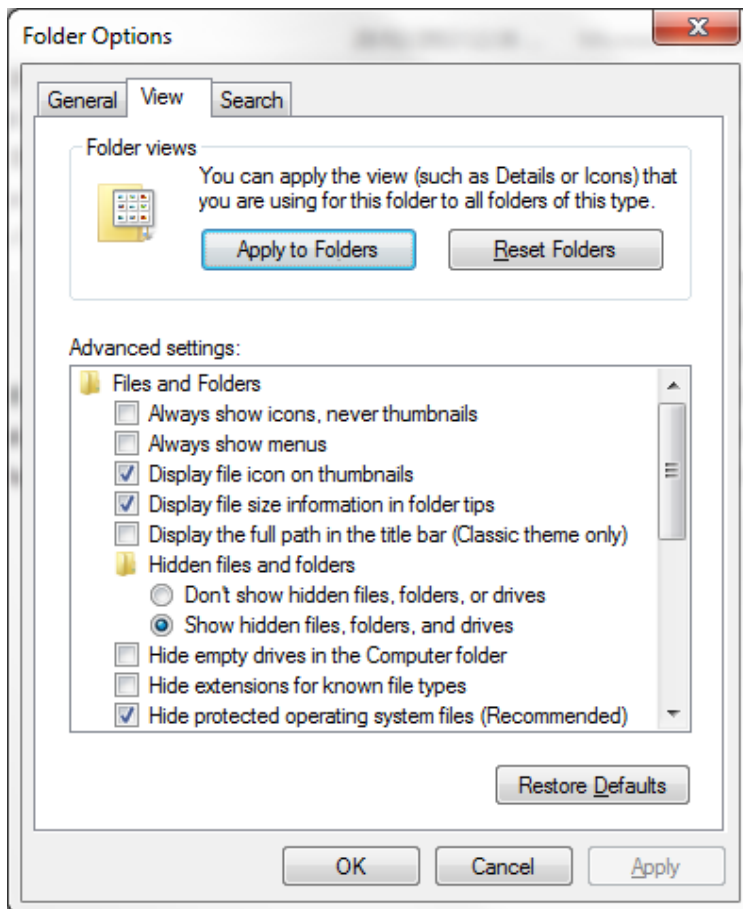 Folder Options
General View Search
Folder views
You can apply the view (such as Details or Icons) that
you are using for this folder to all folders of this type.
Apply to Folders Reset Folders
Advanced settings:
Files and Folders
Always show icons, never thumbnails
Always show menus
Display file icon on thumbnails
Display file size information in folder tips
Display the full path in the title bar (Classic theme only)
Hidden files and folders
Don't show hidden files, folders, or drives
Show hidden files, folders, and drives
Hide empty drives in the Computer folder
Hide extensions for known file types
Hide protected operating system files (Recommended)
Restore Defaults
OK Cancel Apply